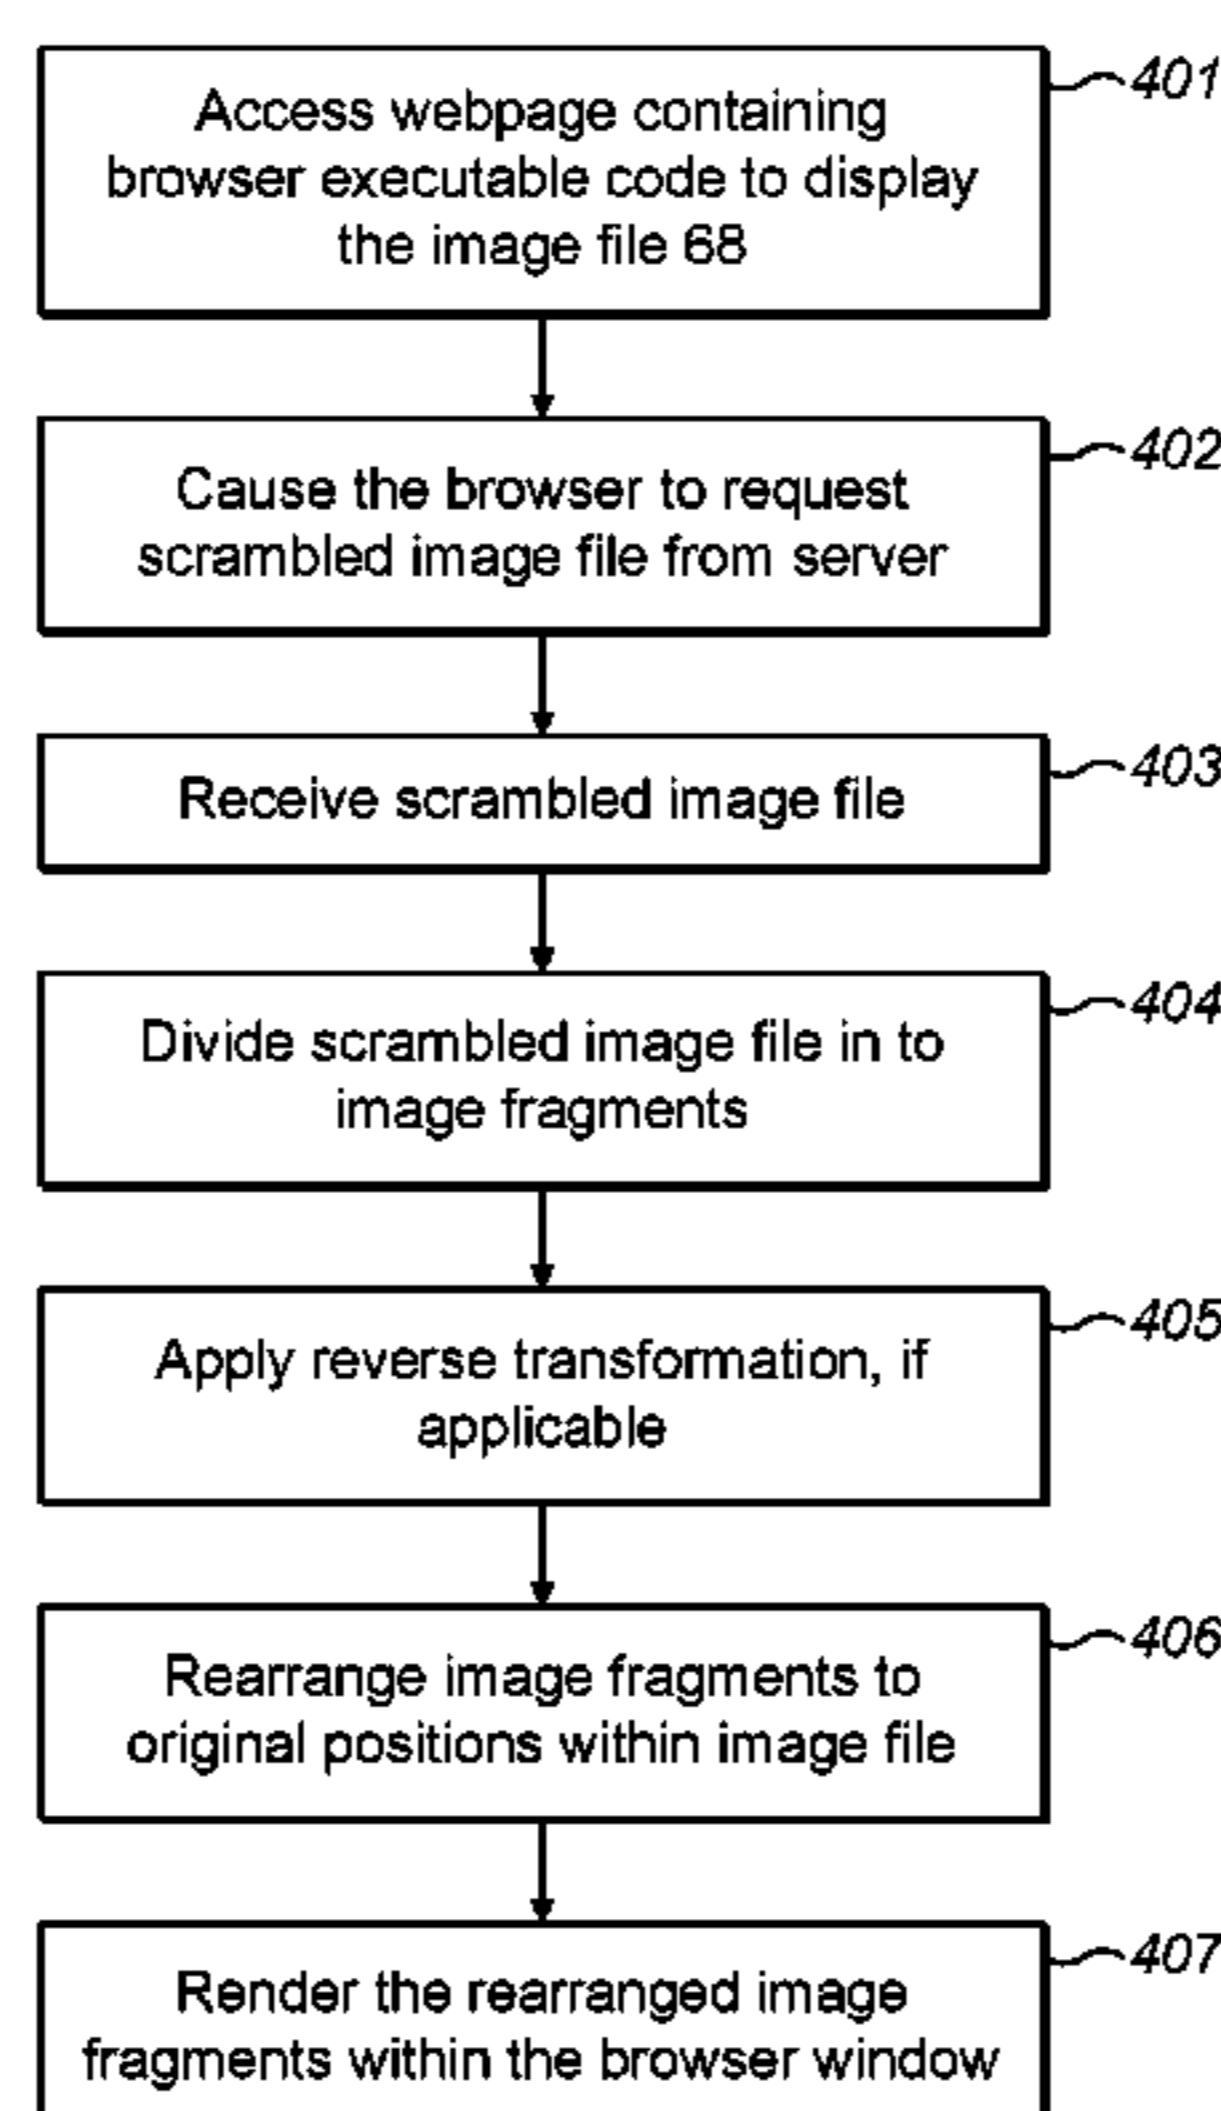 401
Access webpage containing
browser executable code to display
the image file 68
402
Cause the browser to request
scrambled image file from server
403
Receive scrambled image file
404
Divide scrambled image file in to
image fragments
405
Apply reverse transformation, if
applicable
406
Rearrange image fragments to
original positions within image file
407
Render the rearranged image
fragments within the browser window